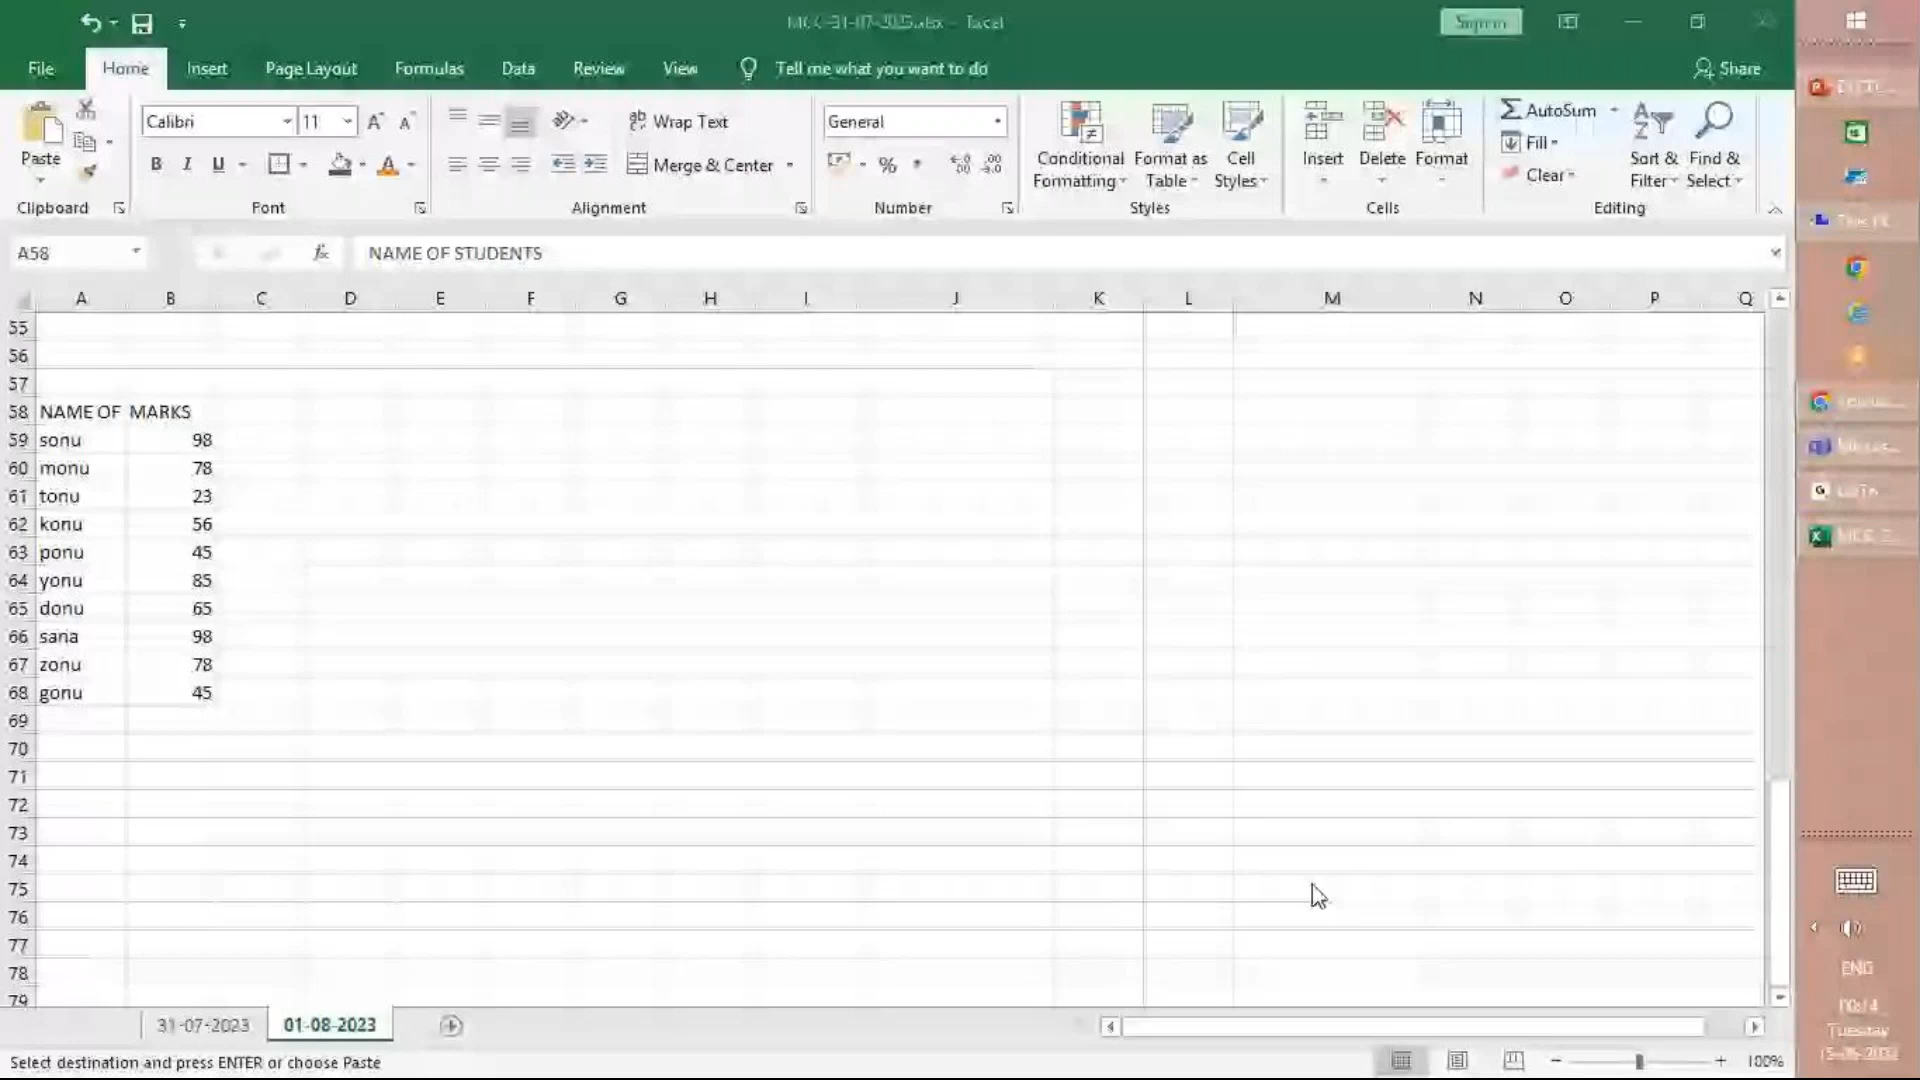 Sign in
File Home Insert Page Layout Formulas Data Review View Tell me what you want to do Share
Paste
Clipboard
Calibri 11
B I U
Font
Wrap Text
Merge & Center
Alignment
General
%
Number
Conditional Formatting
Format as Table
Cell Styles
Styles
Insert Delete Format
Cells
AutoSum
Fill
Clear
Sort & Filter
Find & Select
Editing
A58 fx NAME OF STUDENTS
A B C D E F G H I J K L M N O P Q
55
56
57
58 NAME OF MARKS
59 sonu 98
60 monu 78
61 tonu 23
62 konu 56
63 ponu 45
64 yonu 85
65 donu 65
66 sana 98
67 zonu 78
68 gonu 45
69
70
71
72
73
74
75
76
77
78
79
31-07-2023 01-08-2023
Select destination and press ENTER or choose Paste
100%
ENG
Tuesday